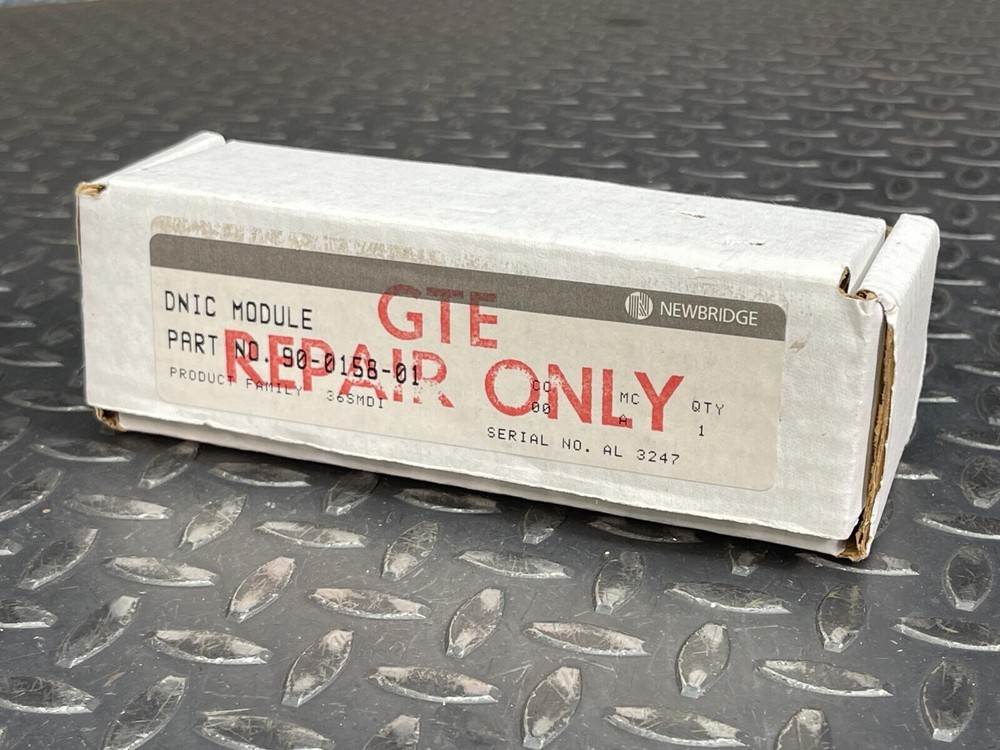 NEWBRIDGE
DNIC MODULE
PART NO. 90-0158-01
PRODUCT FAMILY 36SMDI
CO MC QTY
00 A 1
SERIAL NO. AL 3247
GTE
REPAIR ONLY